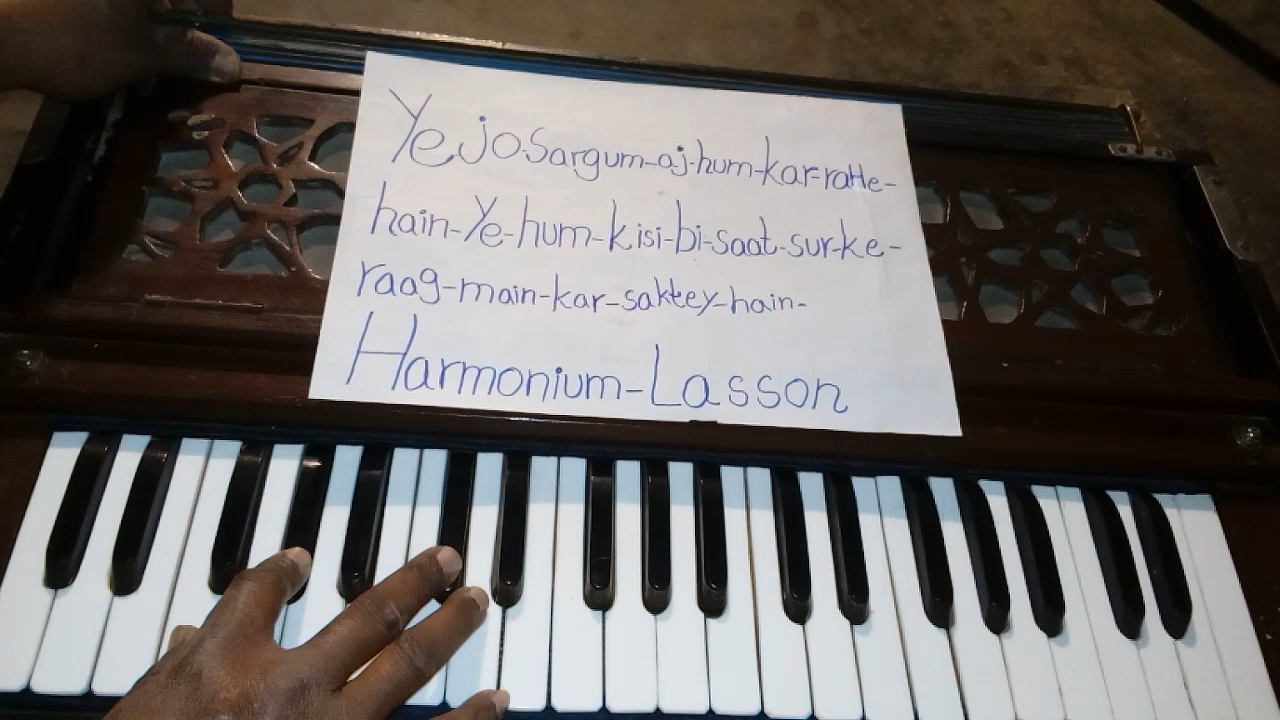 Ye jo-Sargum-aj-hum-kar-rahe-
hain-Ye-hum-kisi-bi-saat-sur-ke-
raag-main-kar-saktey-hain-
Harmonium-Lasson